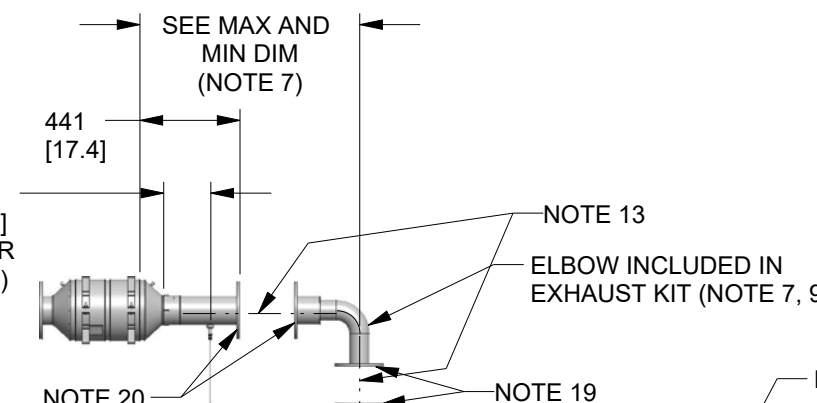 SEE MAX AND
MIN DIM
(NOTE 7)
441
[17.4]
]
R
)
NOTE 13
ELBOW INCLUDED IN
EXHAUST KIT (NOTE 7, 9
NOTE 20
NOTE 19